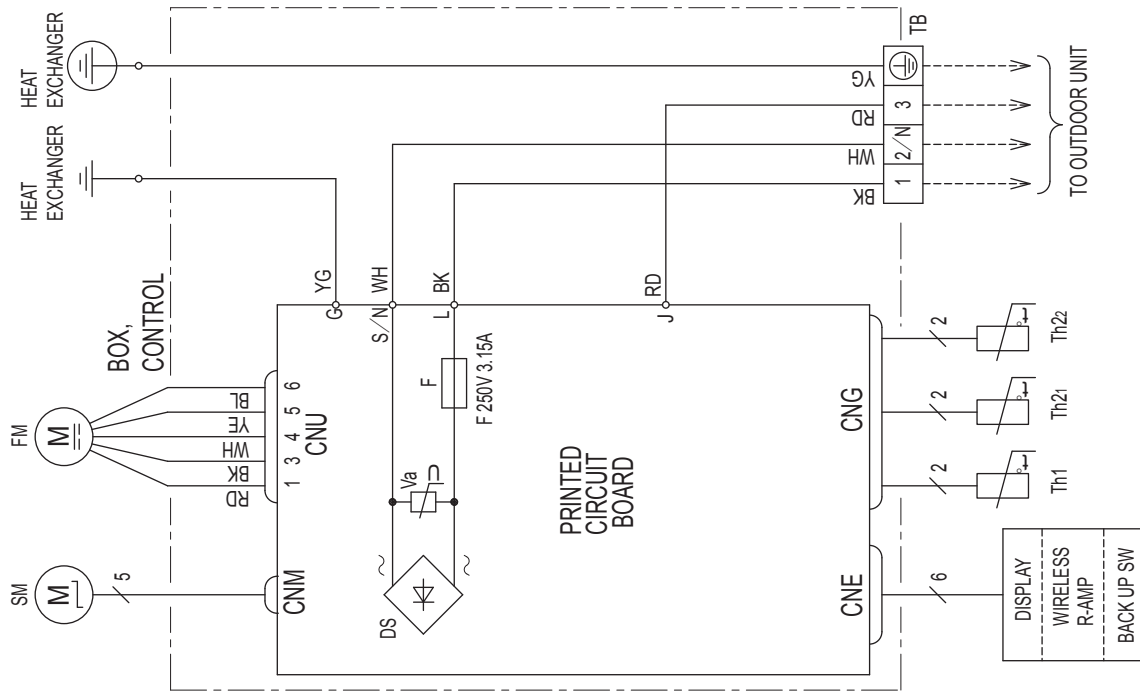 HEAT
EXCHANGER
HEAT
EXCHANGER
BOX,
CONTROL
FM
M
SM
M
5
RD
BK
WH
YE
BL
1
3
4
5
6
CNU
CNM
YG
G
S/N
WH
L
BK
RD
J
F
F 250V 3.15A
Va
U
DS
~
~
PRINTED
CIRCUIT
BOARD
CNG
CNE
YG
RD
WH
BK
TB
3
2/N
1
TO OUTDOOR UNIT
2
2
2
t°
t°
t°
Th1
Th2₁
Th2₂
6
DISPLAY
WIRELESS
R-AMP
BACK UP SW